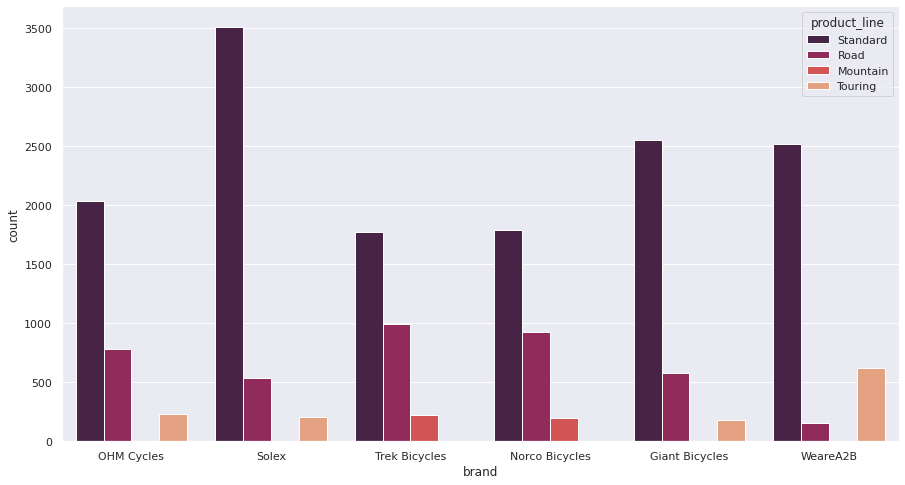 product_line
Standard
Road
Mountain
Touring
count
3500
3000
2500
2000
1500
1000
500
0
OHM Cycles
Solex
Trek Bicycles
Norco Bicycles
Giant Bicycles
WeareA2B
brand